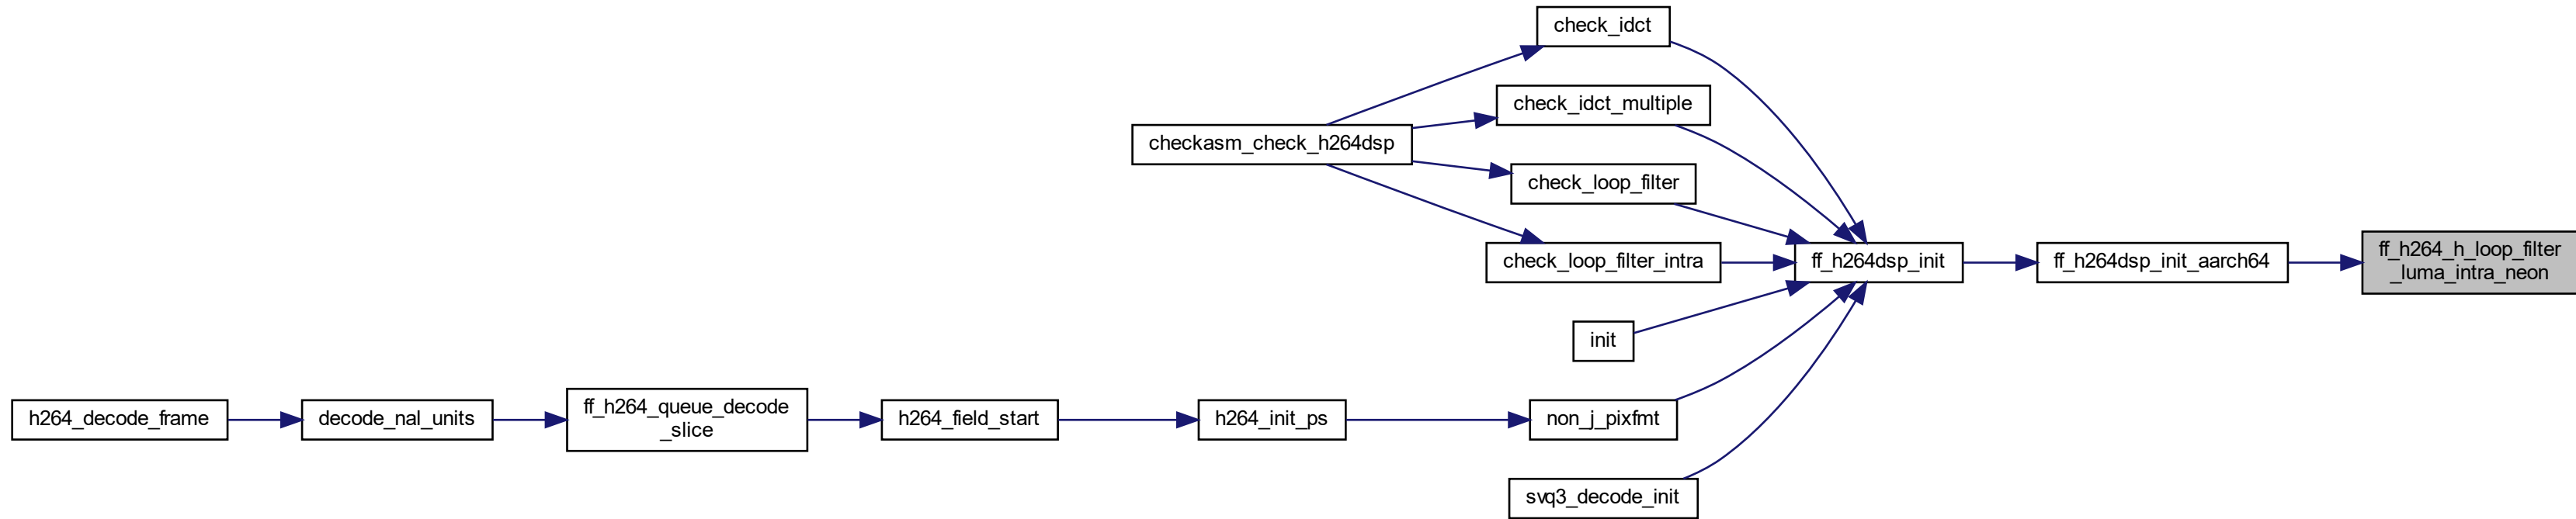 check_idct
check_idct_multiple
checkasm_check_h264dsp
check_loop_filter
check_loop_filter_intra
ff_h264dsp_init
ff_h264dsp_init_aarch64
ff_h264_h_loop_filter
_luma_intra_neon
init
h264_decode_frame
decode_nal_units
ff_h264_queue_decode
_slice
h264_field_start
h264_init_ps
non_j_pixfmt
svq3_decode_init